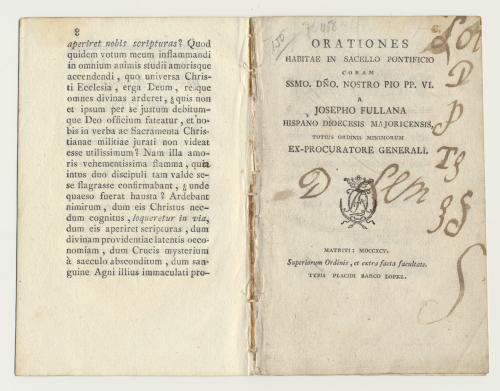 8
aperiret nobis scripturas? Quod
quidem votum meum inflammandi
in omnium animis studii amorisque
accendendi, quo universa Chris-
ti Ecclesia, erga Deum, resque
omnes divinas arderet, ¿quis non
et ipsum per se justum debitum-
que Deo officium fateatur, et no-
bis in verba ac Sacramenta Chris-
tianae militiae jurati non videat
esse utilissimum? Nam illa amo-
ris vehementissima flamma, qua
intus duo discipuli tam valde se-
se flagrasse confirmabant, ¿unde
quaeso fuerat hausta? Ardebant
nimirum, dum eis Christus nec-
dum cognitus, loqueretur in via,
dum eis aperiret scripturas, dum
divinam providentiae latentis oeco-
nomiam, dum Crucis mysterium
à saeculo absconditum, dum san-
guine Agni illius immaculati pro-
150
ORATIONES
HABITAE IN SACELLO PONTIFICIO
CORAM
SSMO. DÑO. NOSTRO PIO PP. VI.
A
JOSEPHO FULLANA
HISPANO DIOECESIS MAJORICENSIS,
TOTIUS ORDINIS MINIMORUM
EX-PROCURATORE GENERALI.
MATRITI: MDCCXCV.
Superiorum Ordinis, et extra facta facultate.
TYPIS PLACIDI BARCO LOPEZ.